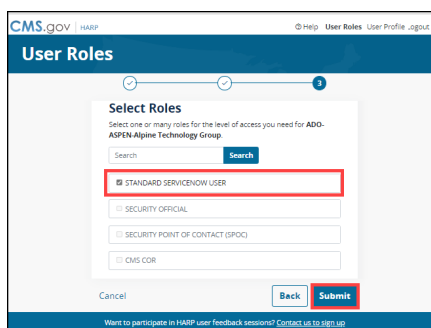 CMS.gov HARP Help User Roles User Profile Logout
User Roles
3
Select Roles
Select one or many roles for the level of access you need for ADO-
ASPEN-Alpine Technology Group.
Search Search
STANDARD SERVICENOW USER
SECURITY OFFICIAL
SECURITY POINT OF CONTACT (SPOC)
CMS COR
Cancel Back Submit
Want to participate in HARP user feedback sessions? Contact us to sign up